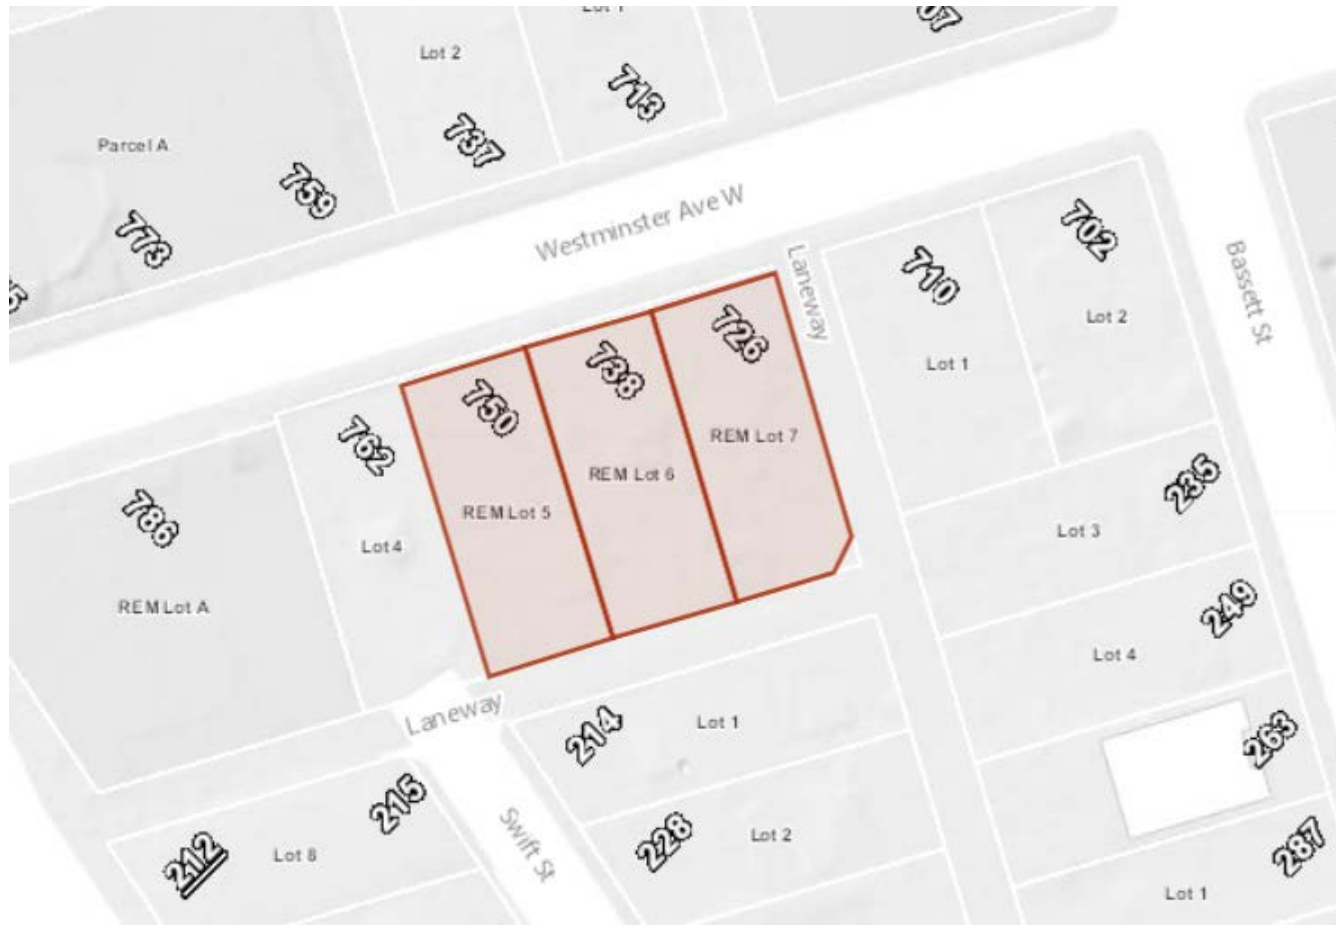 Lot 2
713
737
Parcel A
759
773
Westminster Ave W
702
Laneway
710
Bassett St
Lot 2
726
Lot 1
738
750
REM Lot 7
762
REM Lot 6
235
786
REM Lot 5
Lot 3
Lot 4
249
REM Lot A
Lot 4
Laneway
214
Lot 1
263
215
Swift St
228
Lot 2
287
212
Lot 8
Lot 1